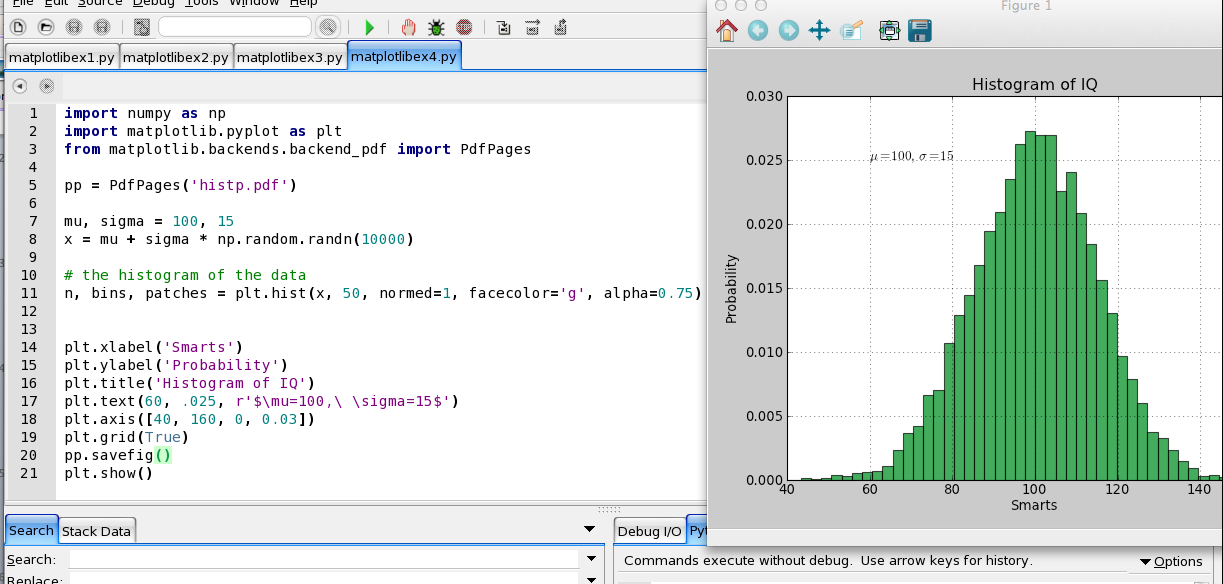 File Edit Source Debug Tools Window Help
matplotlibex1.py matplotlibex2.py matplotlibex3.py matplotlibex4.py
1 import numpy as np
2 import matplotlib.pyplot as plt
3 from matplotlib.backends.backend_pdf import PdfPages
4
5 pp = PdfPages('histp.pdf')
6
7 mu, sigma = 100, 15
8 x = mu + sigma * np.random.randn(10000)
9
10 # the histogram of the data
11 n, bins, patches = plt.hist(x, 50, normed=1, facecolor='g', alpha=0.75)
12
13
14 plt.xlabel('Smarts')
15 plt.ylabel('Probability')
16 plt.title('Histogram of IQ')
17 plt.text(60, .025, r'$\mu=100,\ \sigma=15$')
18 plt.axis([40, 160, 0, 0.03])
19 plt.grid(True)
20 pp.savefig()
21 plt.show()
Search Stack Data
Search:
Replace:
Debug I/O
Commands execute without debug. Use arrow keys for history.
Options
Figure 1
Histogram of IQ
0.030
0.025
0.020
0.015
0.010
0.005
0.000
μ=100, σ=15
Probability
40 60 80 100 120 140
Smarts